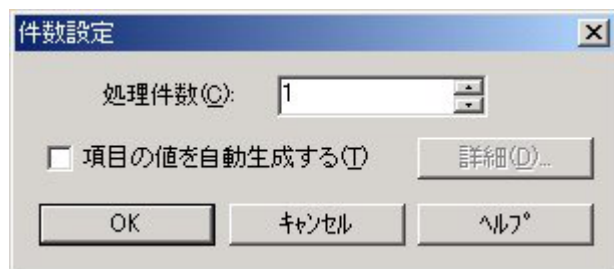 件数設定
処理件数(C): 1
項目の値を自動生成する(T) 詳細(D)...
OK ｷｬﾝｾﾙ ﾍﾙﾌﾟ